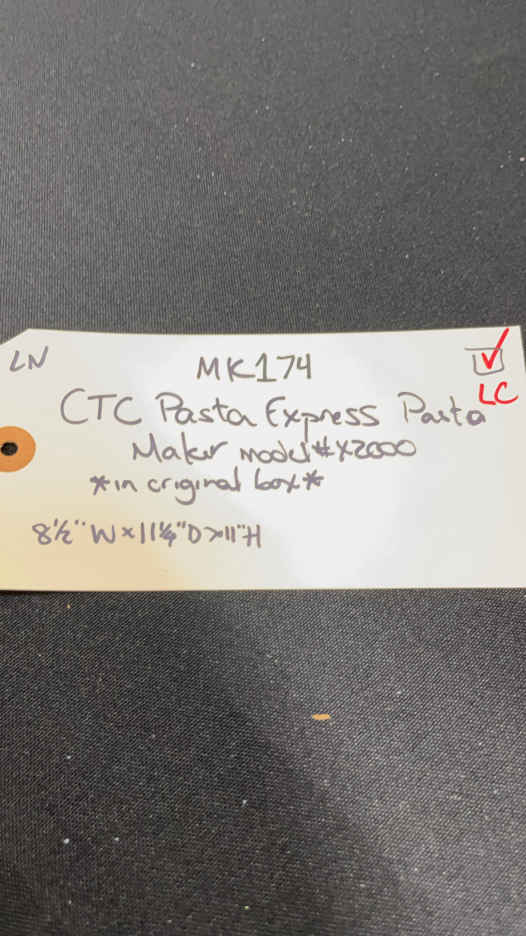 LN
MK174
LC
CTC Pasta Express Pasta
Maker model#X2000
*in original box*
8½"W x 11¼"D x 11"H